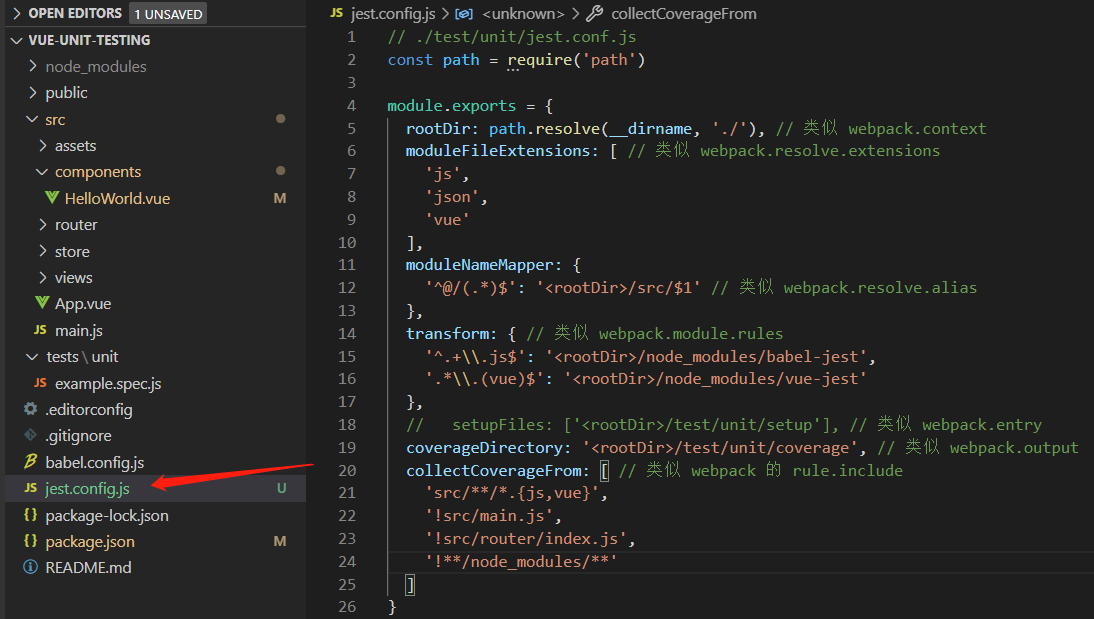 OPEN EDITORS 1 UNSAVED
VUE-UNIT-TESTING
node_modules
public
src
assets
components
HelloWorld.vue M
router
store
views
App.vue
JS main.js
tests \ unit
JS example.spec.js
.editorconfig
.gitignore
babel.config.js
JS jest.config.js U
{} package-lock.json
{} package.json M
README.md
JS jest.config.js > <unknown> > collectCoverageFrom
1 // ./test/unit/jest.conf.js
2 const path = require('path')
3
4 module.exports = {
5 rootDir: path.resolve(__dirname, './'), // 类似 webpack.context
6 moduleFileExtensions: [ // 类似 webpack.resolve.extensions
7 'js',
8 'json',
9 'vue'
10 ],
11 moduleNameMapper: {
12 '^@/(.*)$': '<rootDir>/src/$1' // 类似 webpack.resolve.alias
13 },
14 transform: { // 类似 webpack.module.rules
15 '^.+\\.js$': '<rootDir>/node_modules/babel-jest',
16 '.*\\.(vue)$': '<rootDir>/node_modules/vue-jest'
17 },
18 // setupFiles: ['<rootDir>/test/unit/setup'], // 类似 webpack.entry
19 coverageDirectory: '<rootDir>/test/unit/coverage', // 类似 webpack.output
20 collectCoverageFrom: [ // 类似 webpack 的 rule.include
21 'src/**/*.{js,vue}',
22 '!src/main.js',
23 '!src/router/index.js',
24 '!**/node_modules/**'
25 ]
26 }